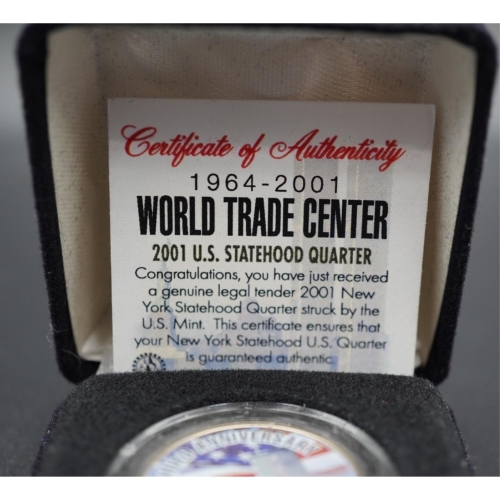 Certificate of Authenticity
1964-2001
WORLD TRADE CENTER
2001 U.S. STATEHOOD QUARTER
Congratulations, you have just received
a genuine legal tender 2001 New
York Statehood Quarter struck by the
U.S. Mint. This certificate ensures that
your New York Statehood U.S. Quarter
is guaranteed authentic.
ANNIVERSARY